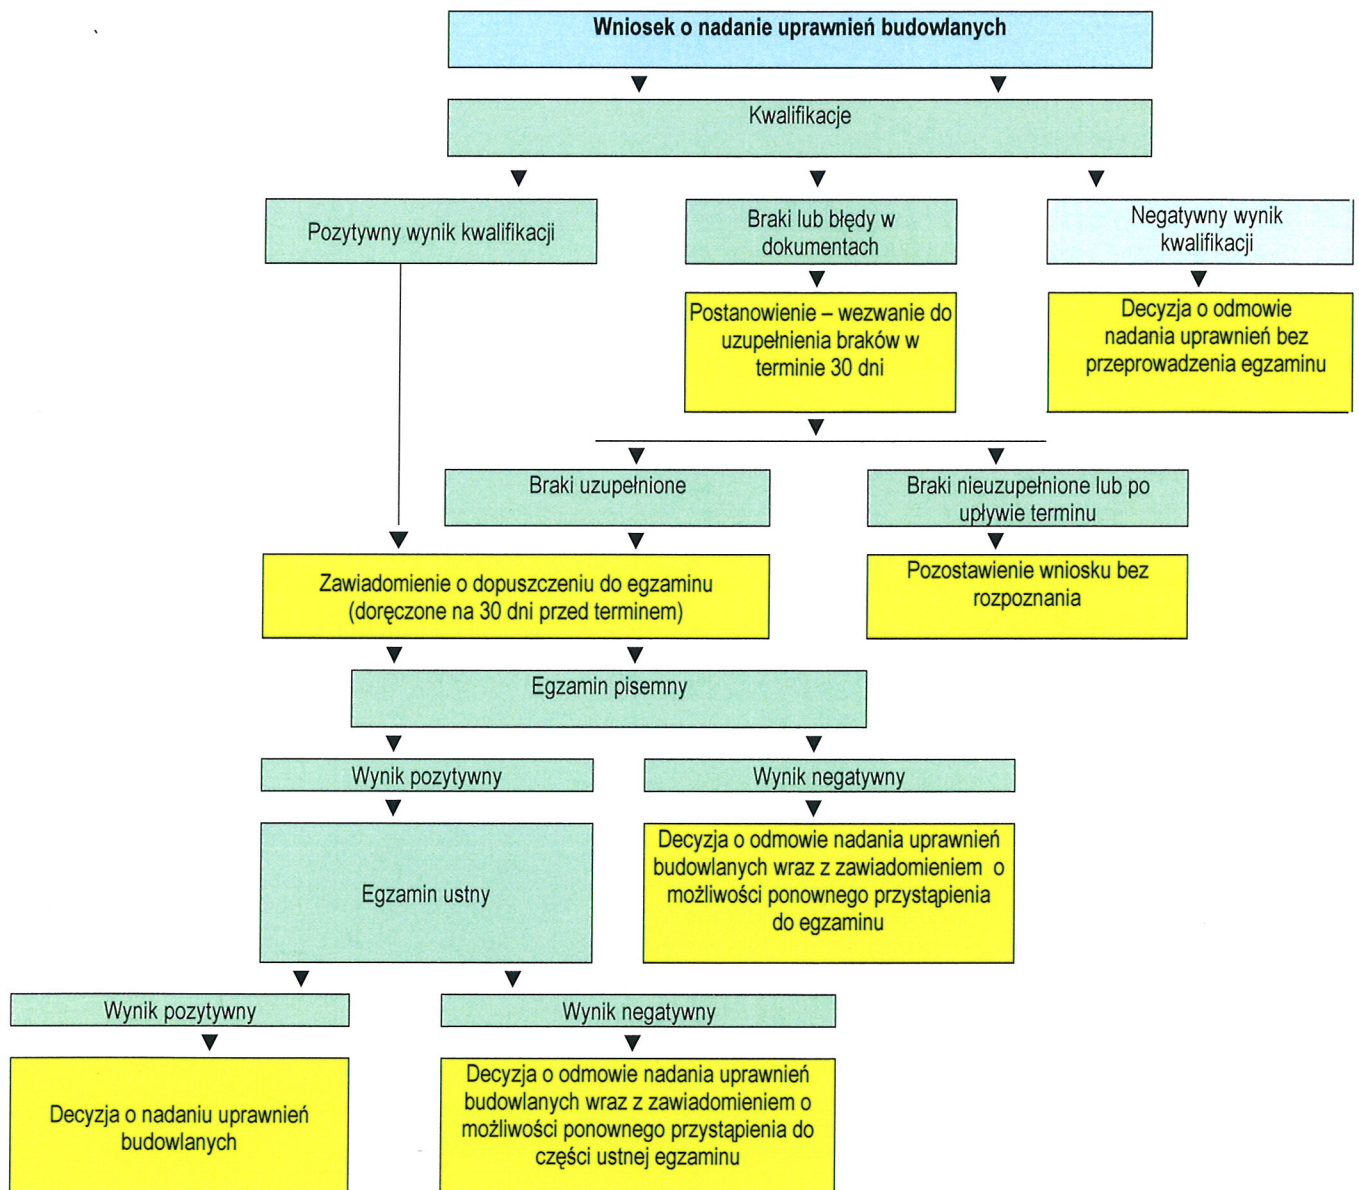 Wniosek o nadanie uprawnień budowlanych
Kwalifikacje
Pozytywny wynik kwalifikacji
Braki lub błędy w
dokumentach
Negatywny wynik
kwalifikacji
Postanowienie – wezwanie do
uzupełnienia braków w
terminie 30 dni
Decyzja o odmowie
nadania uprawnień bez
przeprowadzenia egzaminu
Braki uzupełnione
Braki nieuzupełnione lub po
upływie terminu
Zawiadomienie o dopuszczeniu do egzaminu
(doręczone na 30 dni przed terminem)
Pozostawienie wniosku bez
rozpoznania
Egzamin pisemny
Wynik pozytywny
Wynik negatywny
Egzamin ustny
Decyzja o odmowie nadania uprawnień
budowlanych wraz z zawiadomieniem o
możliwości ponownego przystąpienia
do egzaminu
Wynik pozytywny
Wynik negatywny
Decyzja o nadaniu uprawnień
budowlanych
Decyzja o odmowie nadania uprawnień
budowlanych wraz z zawiadomieniem o
możliwości ponownego przystąpienia do
części ustnej egzaminu